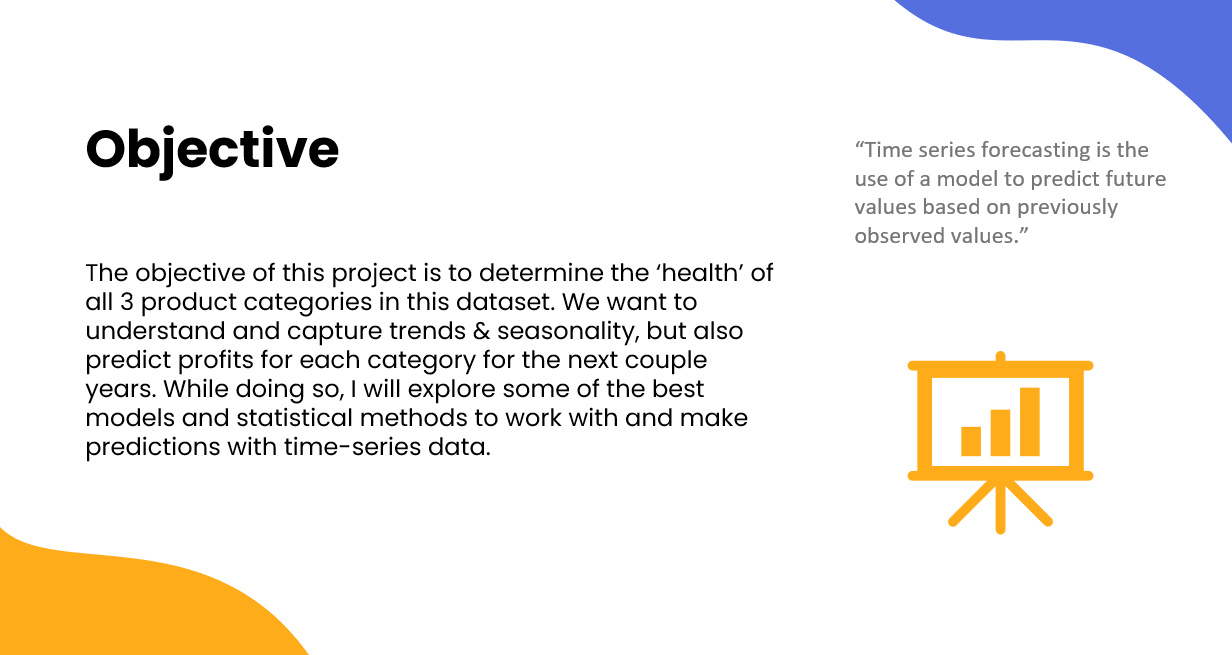 Objective
The objective of this project is to determine the ‘health’ of
all 3 product categories in this dataset. We want to
understand and capture trends & seasonality, but also
predict profits for each category for the next couple
years. While doing so, I will explore some of the best
models and statistical methods to work with and make
predictions with time-series data.
“Time series forecasting is the
use of a model to predict future
values based on previously
observed values.”